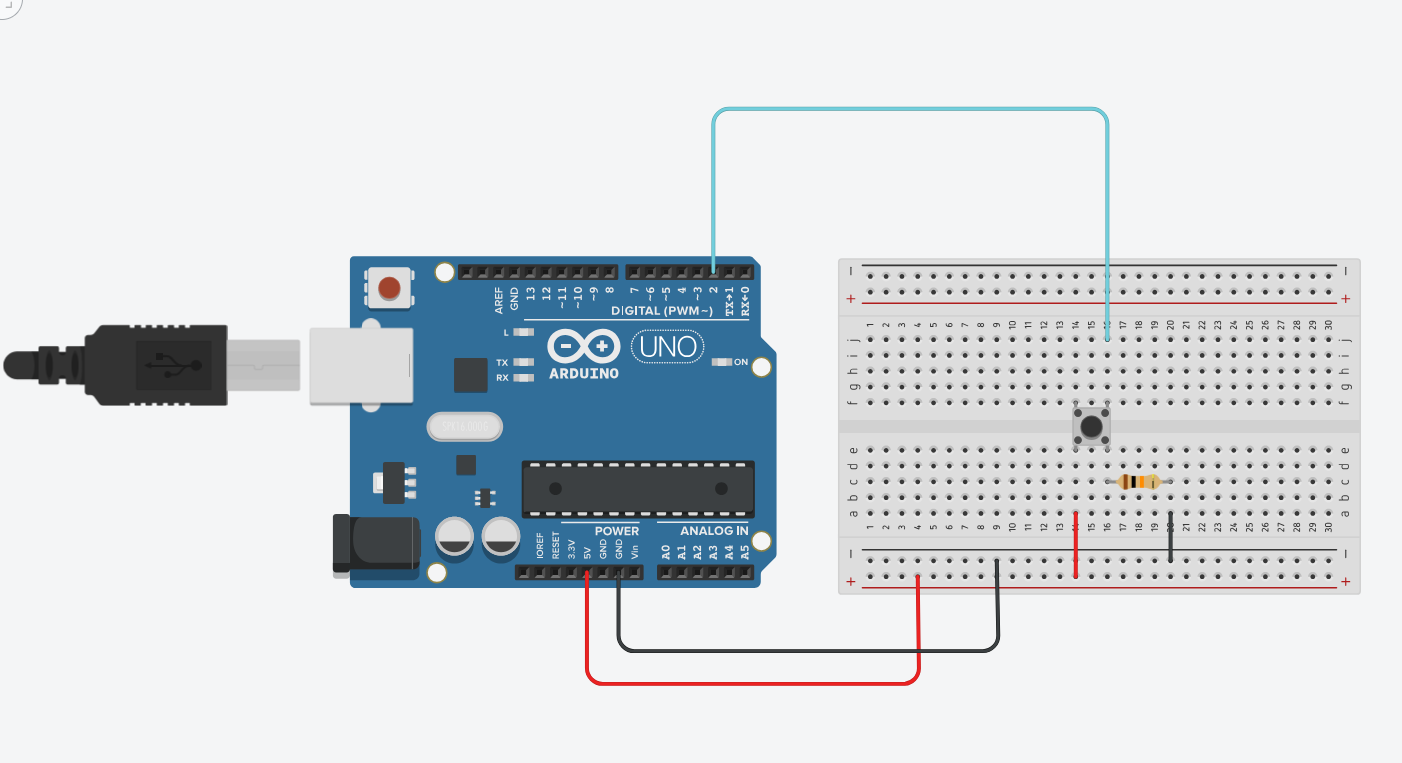 AREF GND 13 12 ~11 ~10 ~9 8 7 ~6 ~5 4 ~3 2 TX→1 RX←0
DIGITAL (PWM~)
L
TX
RX
UNO
ARDUINO
ON
POWER ANALOG IN
IOREF RESET 3.3V 5V GND GND Vin A0 A1 A2 A3 A4 A5
− −
+ +
1 2 3 4 5 6 7 8 9 10 11 12 13 14 15 17 18 19 20 21 22 23 24 25 26 27 28 29 30
j j
i i
h h
g g
f f
e e
d d
c c
b b
a a
1 2 3 4 5 6 7 8 9 10 11 12 13 14 15 16 17 18 19 20 21 22 23 24 25 26 27 28 29 30
− −
+ +